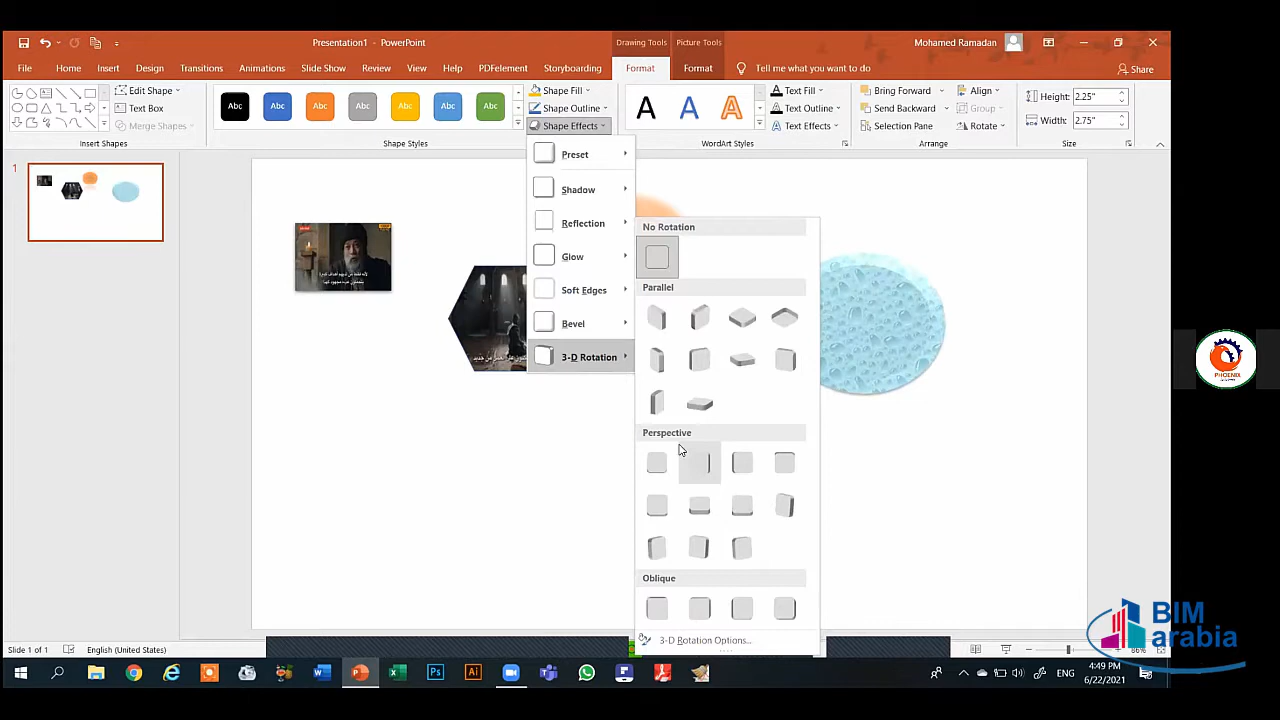 Presentation1 - PowerPoint
Drawing Tools
Picture Tools
Mohamed Ramadan
File
Home
Insert
Design
Transitions
Animations
Slide Show
Review
View
Help
PDFelement
Storyboarding
Format
Format
Tell me what you want to do
Share
Edit Shape
Text Box
Merge Shapes
Insert Shapes
Abc
Abc
Abc
Abc
Abc
Abc
Abc
Shape Styles
Shape Fill
Shape Outline
Shape Effects
A
A
A
WordArt Styles
Text Fill
Text Outline
Text Effects
Bring Forward
Send Backward
Selection Pane
Align
Group
Rotate
Arrange
Height:
2.25"
Width:
2.75"
Size
1
Preset
Shadow
Reflection
Glow
Soft Edges
Bevel
3-D Rotation
No Rotation
Parallel
Perspective
Oblique
3-D Rotation Options...
PHOENIX
BIM
arabia
Slide 1 of 1
English (United States)
86%
W
P
X
Ps
Ai
ENG
4:49 PM
6/22/2021